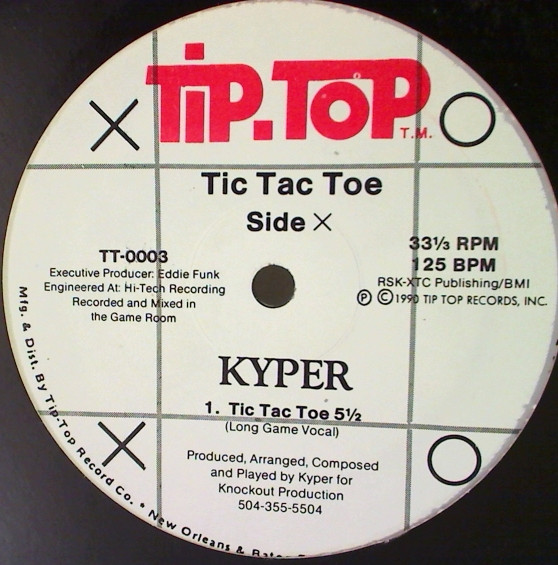 TiP.ToP T.M.
Tic Tac Toe
Side X
TT-0003
Executive Producer: Eddie Funk
Engineered At: Hi-Tech Recording
Recorded and Mixed in
the Game Room
33⅓ RPM
125 BPM
RSK-XTC Publishing/BMI
Ⓟ © 1990 TIP TOP RECORDS, INC.
KYPER
1. Tic Tac Toe 5½
(Long Game Vocal)
Produced, Arranged, Composed
and Played by Kyper for
Knockout Production
504-355-5504
Mfg. & Dist. By Tip-Top Record Co. • New Orleans &